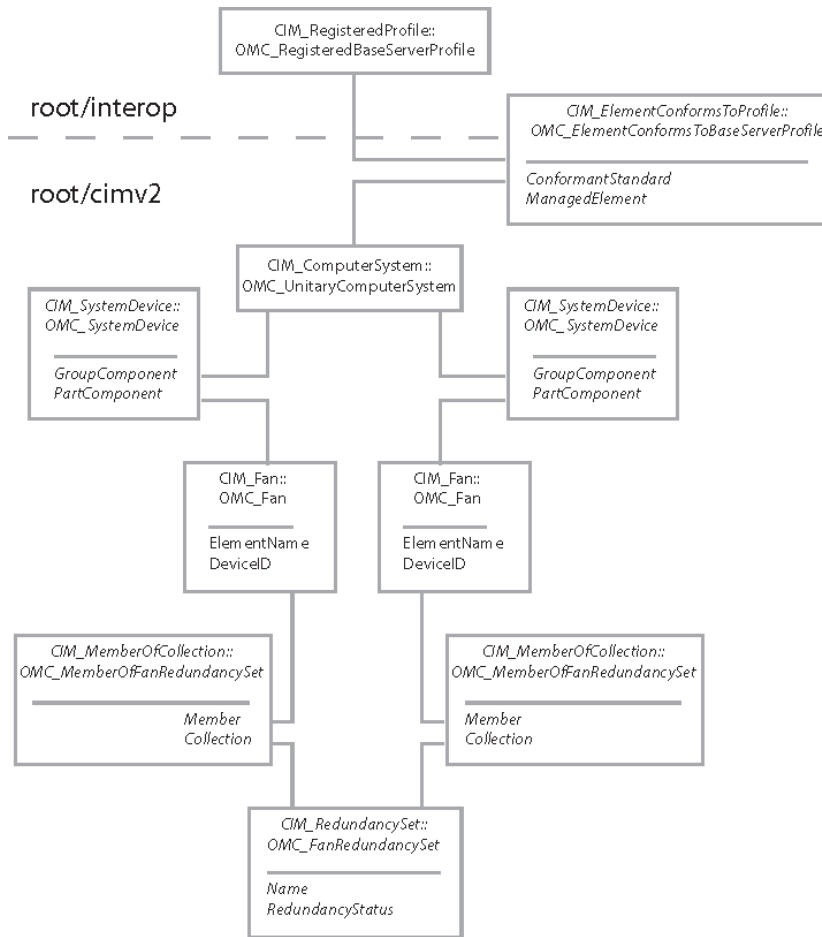 CIM_RegisteredProfile::
OMC_RegisteredBaseServerProfile
root/interop
CIM_ElementConformsToProfile::
OMC_ElementConformsToBaseServerProfile
ConformantStandard
ManagedElement
root/cimv2
CIM_ComputerSystem::
OMC_UnitaryComputerSystem
CIM_SystemDevice::
OMC_SystemDevice
GroupComponent
PartComponent
CIM_SystemDevice::
OMC_SystemDevice
GroupComponent
PartComponent
CIM_Fan::
OMC_Fan
ElementName
DeviceID
CIM_Fan::
OMC_Fan
ElementName
DeviceID
CIM_MemberOfCollection::
OMC_MemberOfFanRedundancySet
Member
Collection
CIM_MemberOfCollection::
OMC_MemberOfFanRedundancySet
Member
Collection
CIM_RedundancySet::
OMC_FanRedundancySet
Name
RedundancyStatus